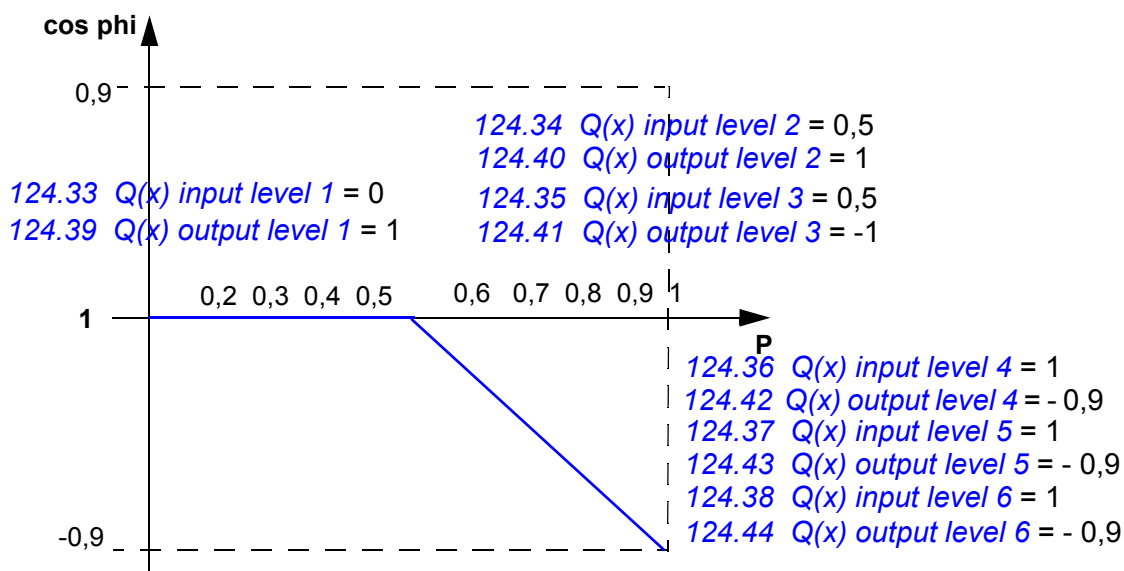 cos phi
0,9
124.34 Q(x) input level 2 = 0,5
124.40 Q(x) output level 2 = 1
124.33 Q(x) input level 1 = 0
124.35 Q(x) input level 3 = 0,5
124.39 Q(x) output level 1 = 1
124.41 Q(x) output level 3 = -1
0,2 0,3 0,4 0,5 0,6 0,7 0,8 0,9 1
1
P
124.36 Q(x) input level 4 = 1
124.42 Q(x) output level 4 = - 0,9
124.37 Q(x) input level 5 = 1
124.43 Q(x) output level 5 = - 0,9
124.38 Q(x) input level 6 = 1
124.44 Q(x) output level 6 = - 0,9
-0,9